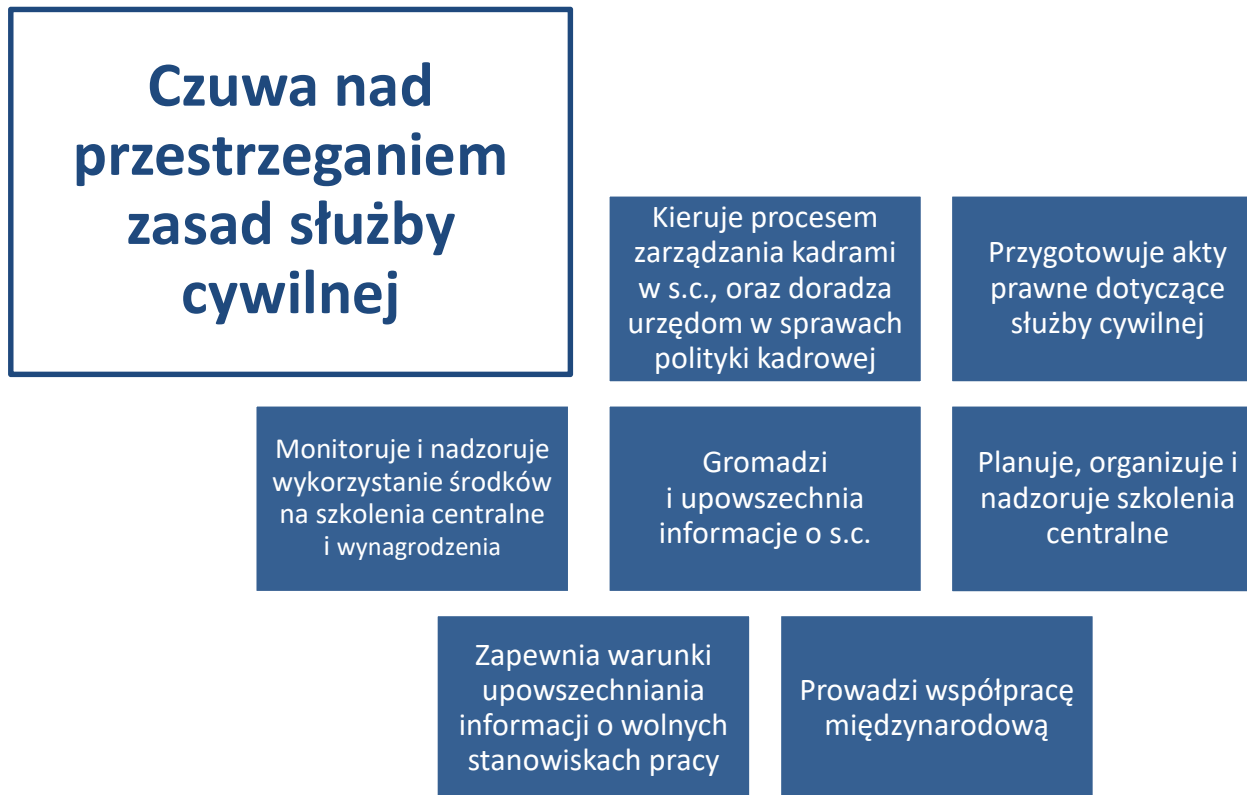 Czuwa nad
przestrzeganiem
zasad służby
cywilnej
Kieruje procesem
zarządzania kadrami
w s.c., oraz doradza
urzędom w sprawach
polityki kadrowej
Przygotowuje akty
prawne dotyczące
służby cywilnej
Monitoruje i nadzoruje
wykorzystanie środków
na szkolenia centralne
i wynagrodzenia
Gromadzi
i upowszechnia
informacje o s.c.
Planuje, organizuje i
nadzoruje szkolenia
centralne
Zapewnia warunki
upowszechniania
informacji o wolnych
stanowiskach pracy
Prowadzi współpracę
międzynarodową